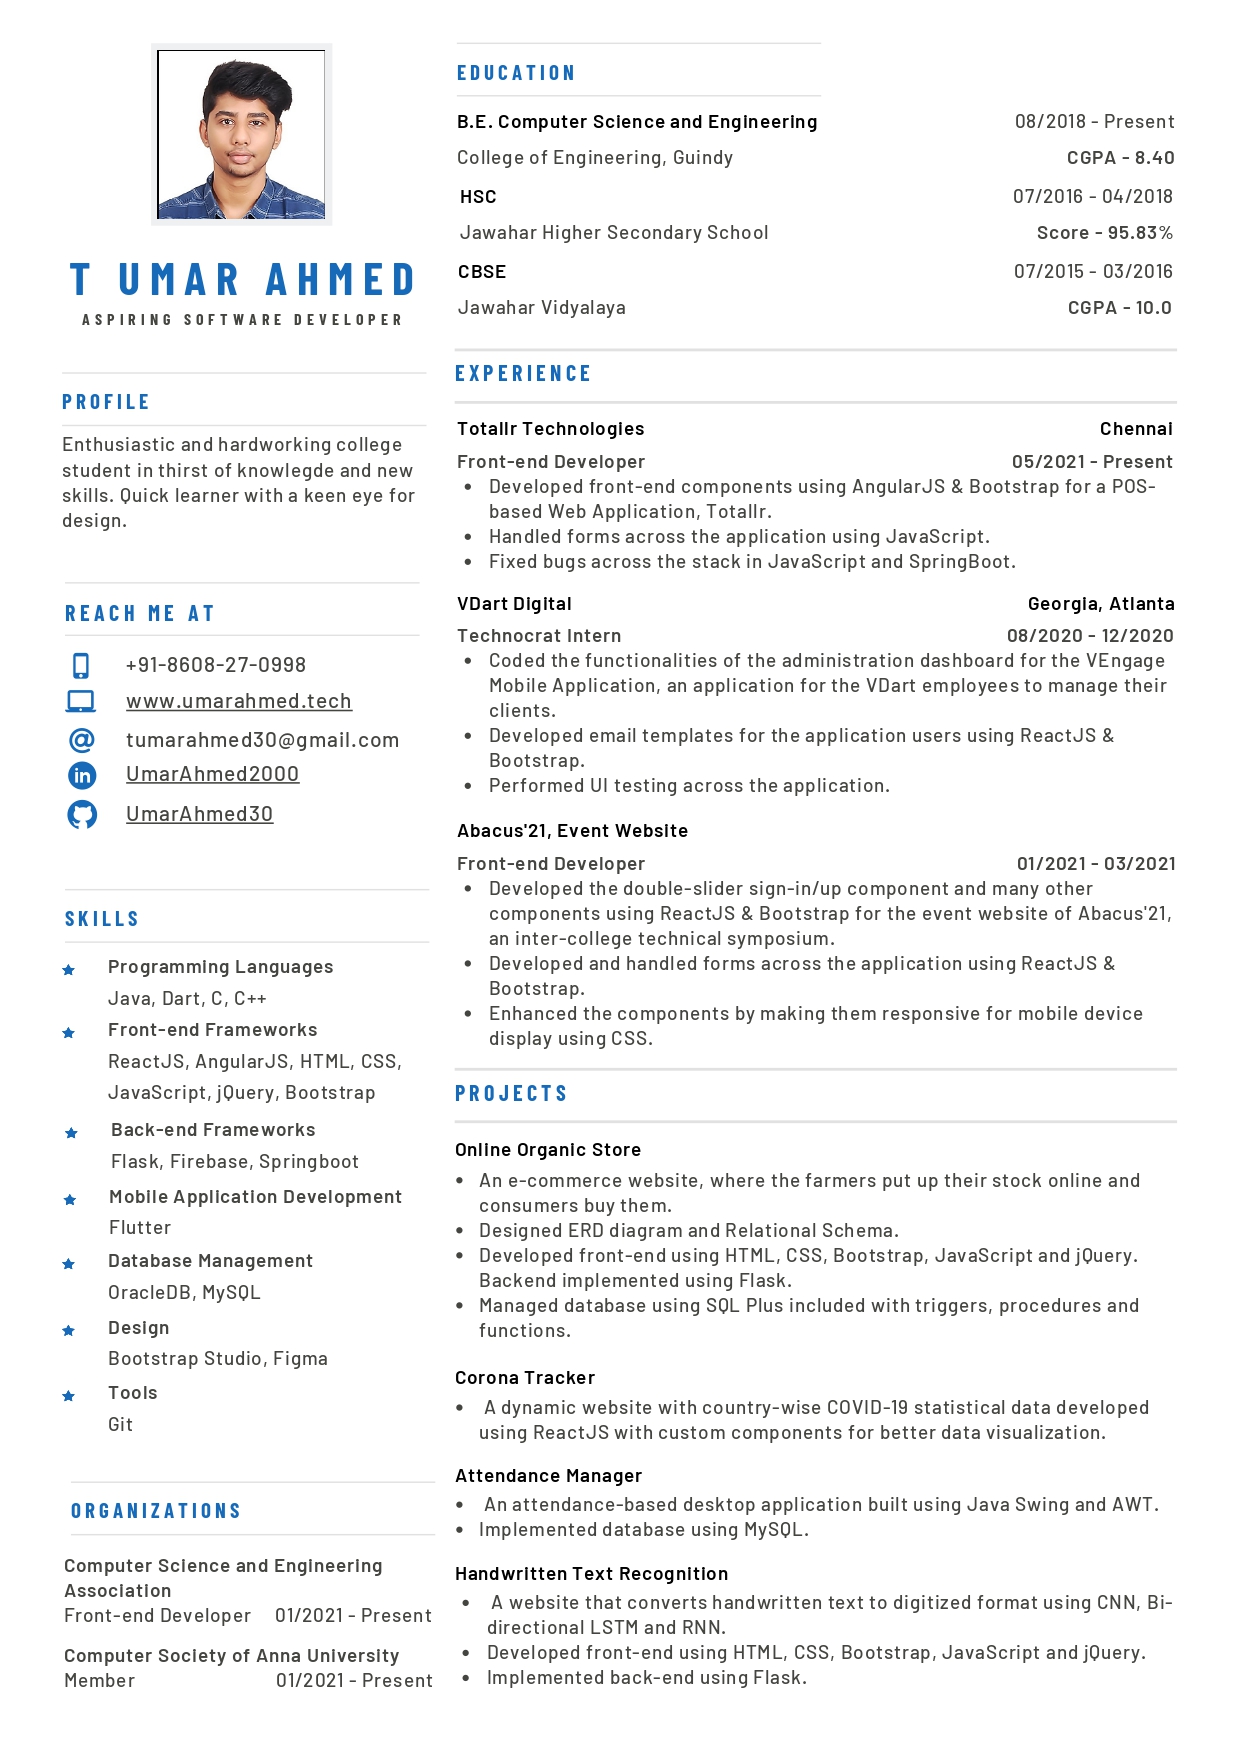 T UMAR AHMED
ASPIRING SOFTWARE DEVELOPER
PROFILE
Enthusiastic and hardworking college
student in thirst of knowlegde and new
skills. Quick learner with a keen eye for
design.
REACH ME AT
+91-8608-27-0998
www.umarahmed.tech
tumarahmed30@gmail.com
in UmarAhmed2000
UmarAhmed30
SKILLS
Programming Languages
Java, Dart, C, C++
Front-end Frameworks
ReactJS, AngularJS, HTML, CSS,
JavaScript, jQuery, Bootstrap
Back-end Frameworks
Flask, Firebase, Springboot
Mobile Application Development
Flutter
Database Management
OracleDB, MySQL
Design
Bootstrap Studio, Figma
Tools
Git
ORGANIZATIONS
Computer Science and Engineering
Association
Front-end Developer 01/2021 - Present
Computer Society of Anna University
Member 01/2021 - Present
EDUCATION
B.E. Computer Science and Engineering 08/2018 - Present
College of Engineering, Guindy CGPA - 8.40
HSC 07/2016 - 04/2018
Jawahar Higher Secondary School Score - 95.83%
CBSE 07/2015 - 03/2016
Jawahar Vidyalaya CGPA - 10.0
EXPERIENCE
Totallr Technologies Chennai
Front-end Developer 05/2021 - Present
• Developed front-end components using AngularJS & Bootstrap for a POS-
based Web Application, Totallr.
• Handled forms across the application using JavaScript.
• Fixed bugs across the stack in JavaScript and SpringBoot.
VDart Digital Georgia, Atlanta
Technocrat Intern 08/2020 - 12/2020
• Coded the functionalities of the administration dashboard for the VEngage
Mobile Application, an application for the VDart employees to manage their
clients.
• Developed email templates for the application users using ReactJS &
Bootstrap.
• Performed UI testing across the application.
Abacus'21, Event Website
Front-end Developer 01/2021 - 03/2021
• Developed the double-slider sign-in/up component and many other
components using ReactJS & Bootstrap for the event website of Abacus'21,
an inter-college technical symposium.
• Developed and handled forms across the application using ReactJS &
Bootstrap.
• Enhanced the components by making them responsive for mobile device
display using CSS.
PROJECTS
Online Organic Store
• An e-commerce website, where the farmers put up their stock online and
consumers buy them.
• Designed ERD diagram and Relational Schema.
• Developed front-end using HTML, CSS, Bootstrap, JavaScript and jQuery.
Backend implemented using Flask.
• Managed database using SQL Plus included with triggers, procedures and
functions.
Corona Tracker
• A dynamic website with country-wise COVID-19 statistical data developed
using ReactJS with custom components for better data visualization.
Attendance Manager
• An attendance-based desktop application built using Java Swing and AWT.
• Implemented database using MySQL.
Handwritten Text Recognition
• A website that converts handwritten text to digitized format using CNN, Bi-
directional LSTM and RNN.
• Developed front-end using HTML, CSS, Bootstrap, JavaScript and jQuery.
• Implemented back-end using Flask.